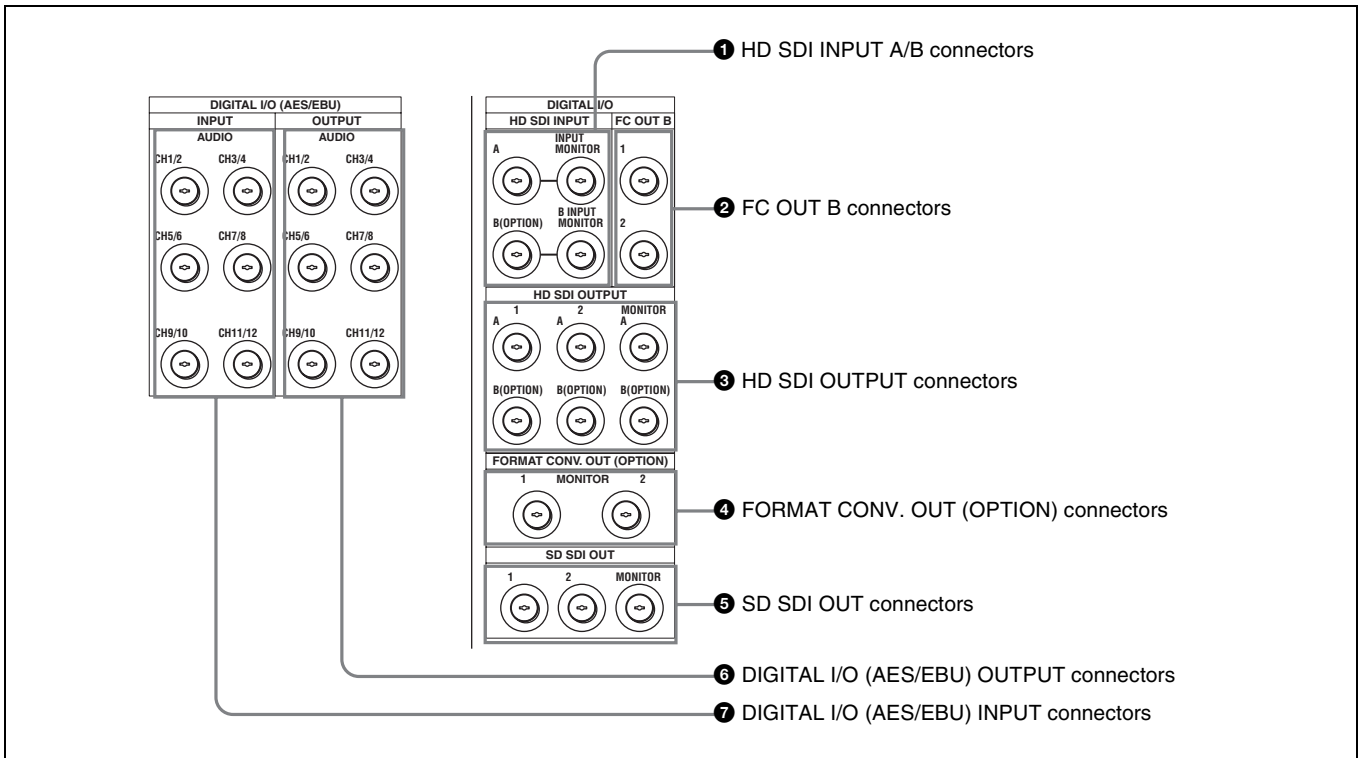 ❶ HD SDI INPUT A/B connectors
DIGITAL I/O (AES/EBU)
INPUT OUTPUT
AUDIO AUDIO
CH1/2 CH3/4 CH1/2 CH3/4
CH5/6 CH7/8 CH5/6 CH7/8
CH9/10 CH11/12 CH9/10 CH11/12
DIGITAL I/O
HD SDI INPUT FC OUT B
A INPUT MONITOR 1
B(OPTION) B INPUT MONITOR 2
❷ FC OUT B connectors
HD SDI OUTPUT
1 2 MONITOR
A A A
B(OPTION) B(OPTION) B(OPTION)
❸ HD SDI OUTPUT connectors
FORMAT CONV. OUT (OPTION)
1 MONITOR 2
❹ FORMAT CONV. OUT (OPTION) connectors
SD SDI OUT
1 2 MONITOR
❺ SD SDI OUT connectors
❻ DIGITAL I/O (AES/EBU) OUTPUT connectors
❼ DIGITAL I/O (AES/EBU) INPUT connectors